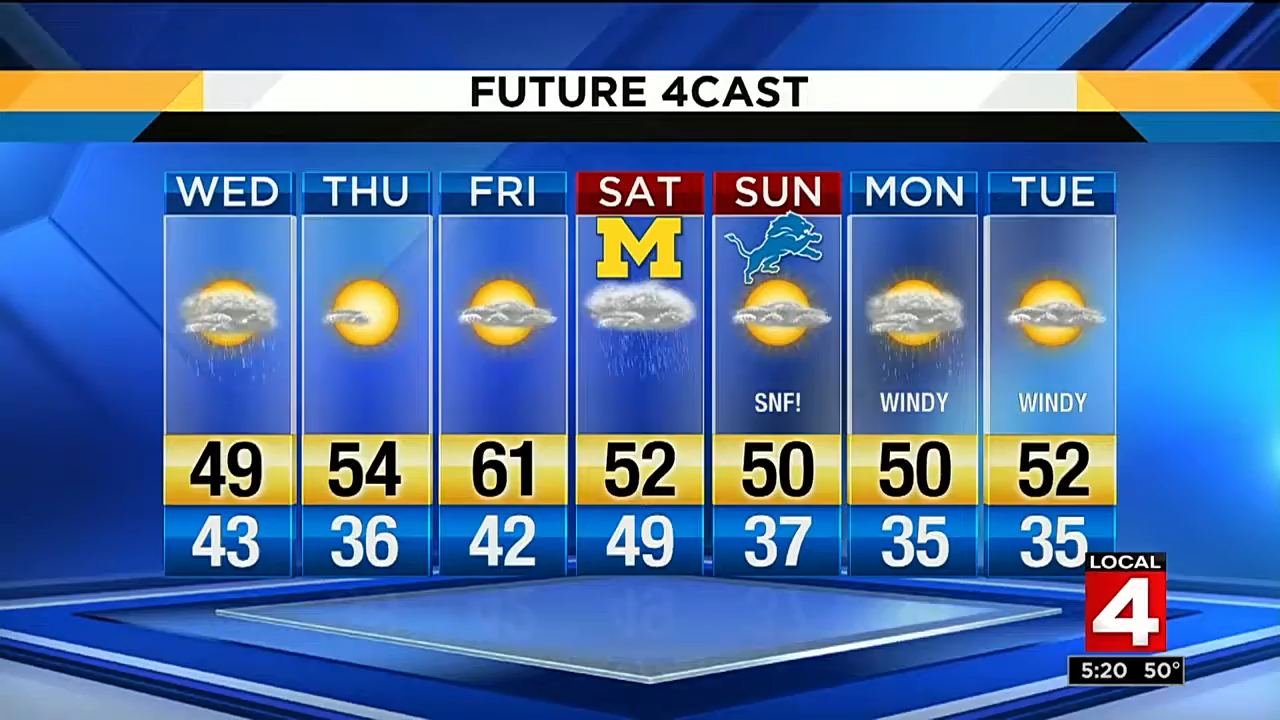 FUTURE 4CAST
WED THU FRI SAT SUN MON TUE
M
SNF! WINDY WINDY
49 54 61 52 50 50 52
43 36 42 49 37 35 35
LOCAL
4
5:20 50°